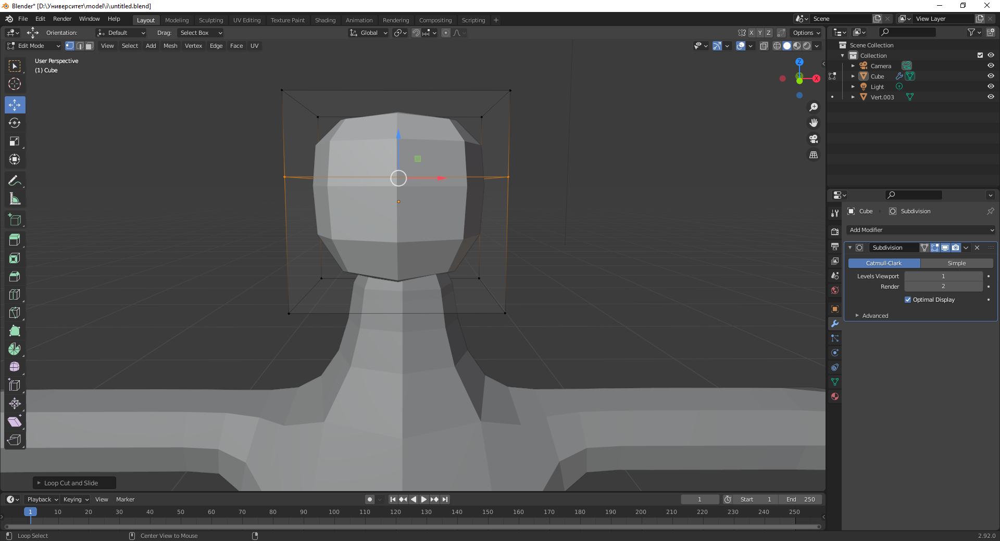 Blender* [D:\Университет\model\i\untitled.blend]
File Edit Render Window Help Layout Modeling Sculpting UV Editing Texture Paint Shading Animation Rendering Compositing Scripting + Scene View Layer
Orientation: Default Drag: Select Box Global X Y Z Options
Edit Mode View Select Add Mesh Vertex Edge Face UV
User Perspective
(1) Cube
Z
X
Scene Collection
Collection
Camera
Cube
Light
Vert.003
Cube Subdivision
Add Modifier
Subdivision
Catmull-Clark Simple
Levels Viewport 1
Render 2
Optimal Display
Advanced
Loop Cut and Slide
Playback Keying View Marker 1 Start 1 End 250
1 10 20 30 40 50 60 70 80 90 100 110 120 130 140 150 160 170 180 190 200 210 220 230 240 250
Loop Select Center View to Mouse 2.92.0